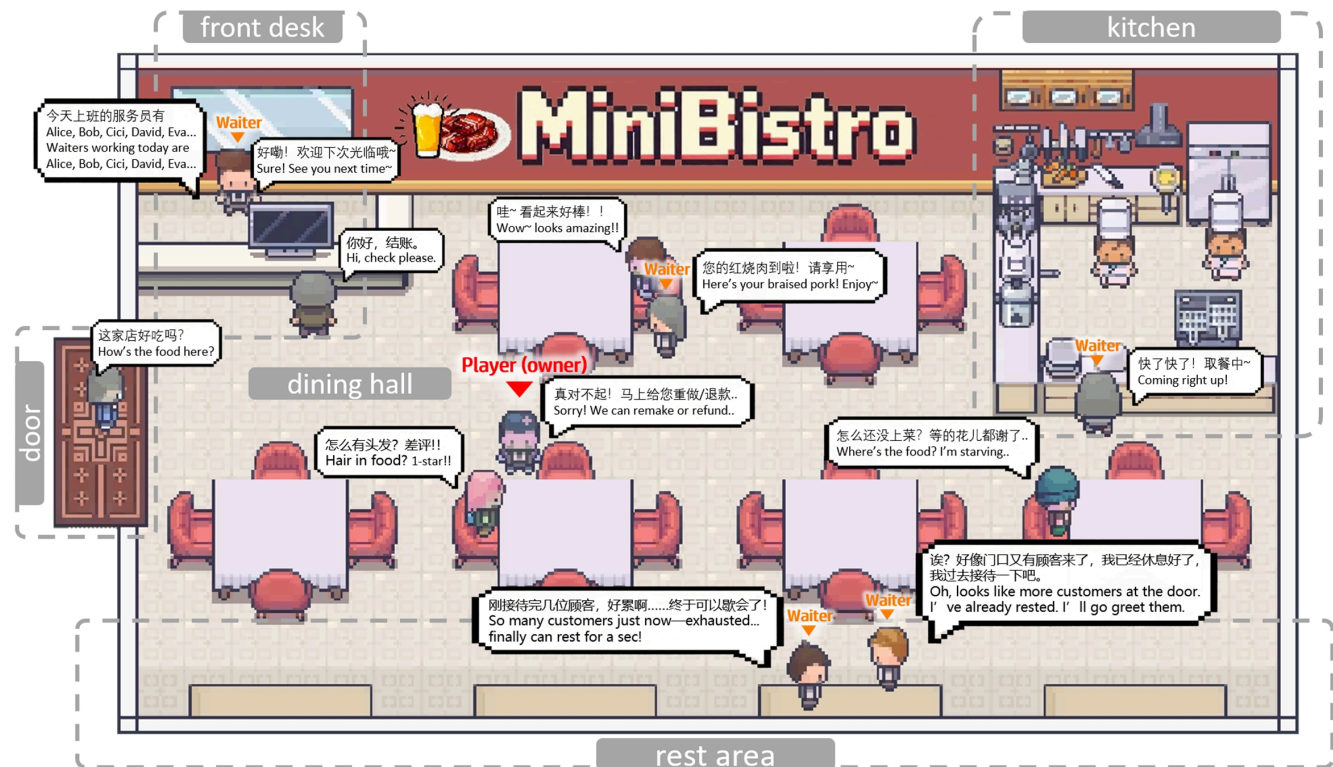 front desk
kitchen
MiniBistro
今天上班的服务员有
Alice, Bob, Cici, David, Eva...
Waiters working today are
Alice, Bob, Cici, David, Eva...
Waiter
好嘞！欢迎下次光临哦~
Sure! See you next time~
你好，结账。
Hi, check please.
哇~ 看起来好棒！！
Wow~ looks amazing!!
Waiter
您的红烧肉到啦！请享用~
Here's your braised pork! Enjoy~
这家店好吃吗？
How's the food here?
door
dining hall
Player (owner)
真对不起！马上给您重做/退款..
Sorry! We can remake or refund..
Waiter
快了快了！取餐中~
Coming right up!
怎么有头发？差评!!
Hair in food? 1-star!!
怎么还没上菜？等的花儿都谢了..
Where's the food? I'm starving..
刚接待完几位顾客，好累啊……终于可以歇会了！
So many customers just now—exhausted...
finally can rest for a sec!
Waiter
Waiter
诶？好像门口又有顾客来了，我已经休息好了，
我过去接待一下吧。
Oh, looks like more customers at the door.
I' ve already rested. I' ll go greet them.
rest area